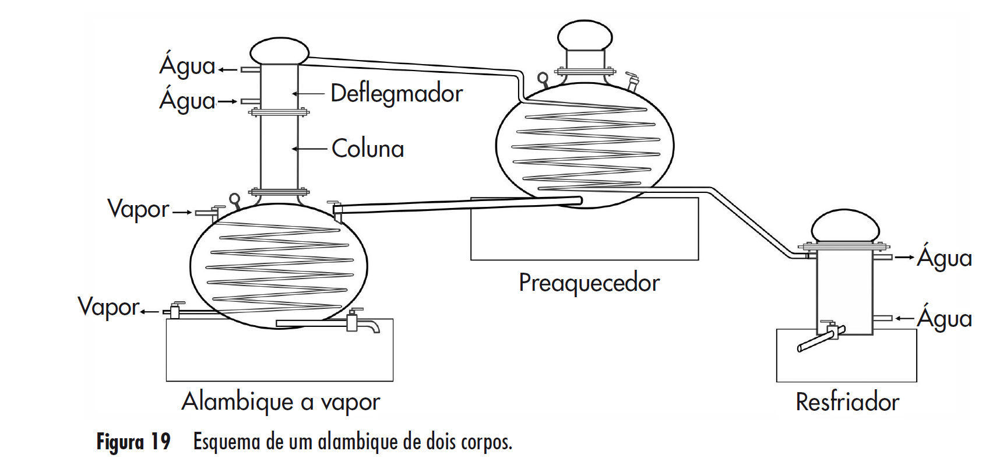 Água
Água
Deflegmador
Coluna
Vapor
Vapor
Alambique a vapor
Preaquecedor
Água
Água
Resfriador
Figura 19 Esquema de um alambique de dois corpos.